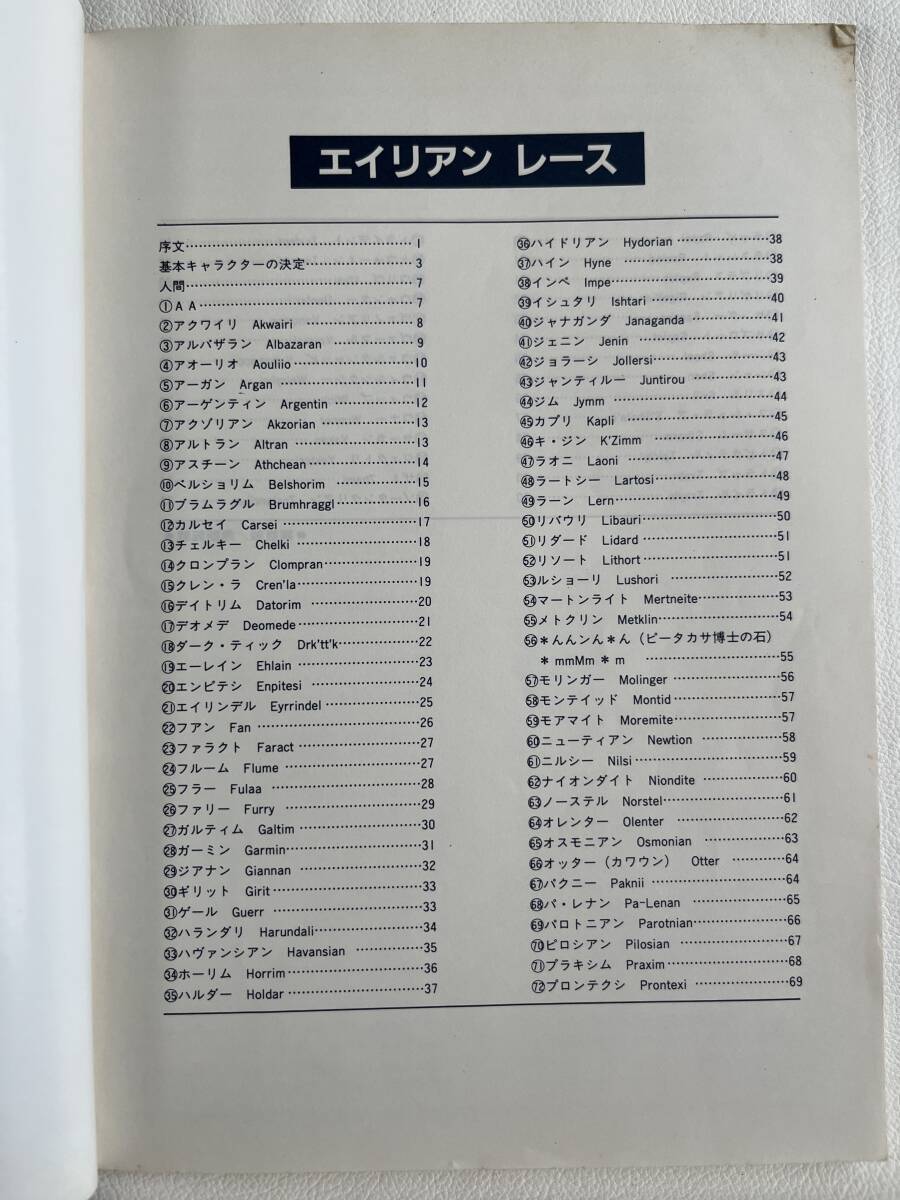 エイリアン レース
序文……………………………………1
基本キャラクターの決定………………3
人間……………………………………7
①ＡＡ…………………………………7
②アクワイリ Akwairi ………………8
③アルバザラン Albazaran …………9
④アオーリオ Aouliio………………10
⑤アーガン Argan …………………11
⑥アーゲンティン Argentin ………12
⑦アクゾリアン Akzorian …………13
⑧アルトラン Altran ………………13
⑨アスチーン Athchean……………14
⑩ベルショリム Belshorim …………15
⑪ブラムラグル Brumhraggl………16
⑫カルセイ Carsei …………………17
⑬チェルキー Chelki ………………18
⑭クロンプラン Clompran…………19
⑮クレン・ラ Cren'la………………19
⑯デイトリム Datorim ……………20
⑰デオメデ Deomede………………21
⑱ダーク・ティック Drk'tt'k………22
⑲エーレイン Ehlain ………………23
⑳エンピテシ Enpitesi ……………24
㉑エイリンデル Eyrrindel…………25
㉒フアン Fan ………………………26
㉓ファラクト Faract ………………27
㉔フルーム Flume …………………27
㉕フラー Fulaa ……………………28
㉖ファリー Furry …………………29
㉗ガルティム Galtim ………………30
㉘ガーミン Garmin…………………31
㉙ジアナン Giannan ………………32
㉚ギリット Girit……………………33
㉛ゲール Guerr ……………………33
㉜ハランダリ Harundali……………34
㉝ハヴァンシアン Havansian ……35
㉞ホーリム Horrim…………………36
㉟ハルダー Holdar…………………37
㊱ハイドリアン Hydorian …………38
㊲ハイン Hyne ……………………38
㊳インペ Impe………………………39
㊴イシュタリ Ishtari ………………40
㊵ジャナガンダ Janaganda ………41
㊶ジェニン Jenin …………………42
㊷ジョラーシ Jollersi………………43
㊸ジャンティルー Juntirou ………43
㊹ジム Jymm ………………………44
㊺カプリ Kapli ……………………45
㊻キ・ジン K'Zimm ………………46
㊼ラオニ Laoni ……………………47
㊽ラートシー Lartosi………………48
㊾ラーン Lern………………………49
㊿リバウリ Libauri…………………50
51リダード Lidard …………………51
52リソート Lithort…………………51
53ルショーリ Lushori ……………52
54マートンライト Mertneite………53
55メトクリン Metklin………………54
56＊んんンん＊ん（ピータカサ博士の石）
＊ mmMm ＊ m …………………55
57モリンガー Molinger ……………56
58モンテイッド Montid……………57
59モアマイト Moremite……………57
60ニューティアン Newtion ………58
61ニルシー Nilsi……………………59
62ナイオンダイト Niondite ………60
63ノーステル Norstel………………61
64オレンター Olenter ……………62
65オスモニアン Osmonian ………63
66オッター（カワウン） Otter ……64
67パクニー Paknii …………………64
68パ・レナン Pa-Lenan ……………65
69パロトニアン Parotnian…………66
70ピロシアン Pilosian ……………67
71プラキシム Praxim………………68
72プロンテクシ Prontexi …………69